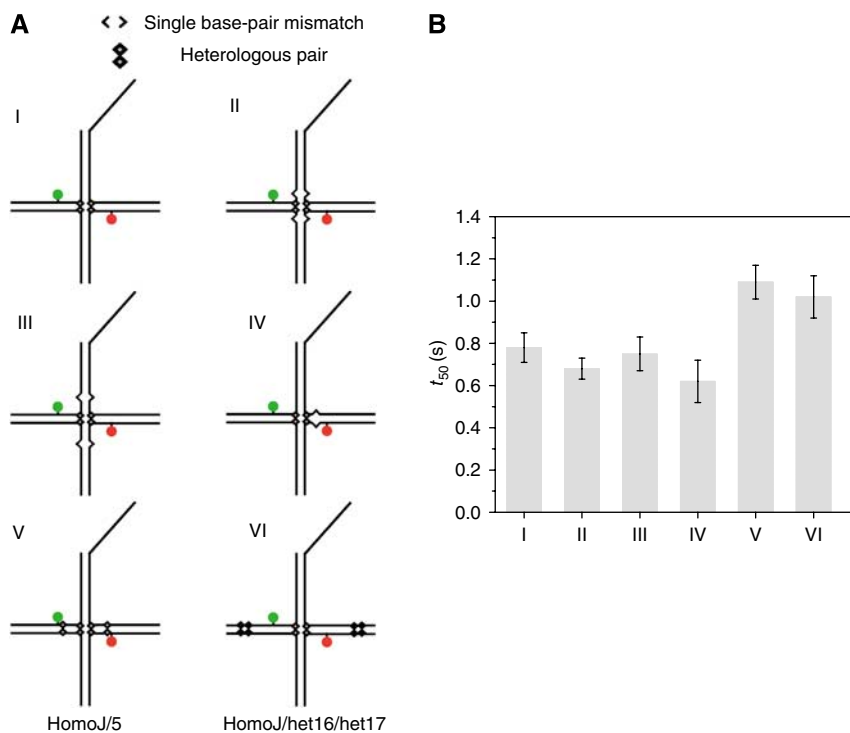 A
Single base-pair mismatch
Heterologous pair
I
II
III
IV
V
VI
HomoJ/5
HomoJ/het16/het17
B
1.4
1.2
1.0
0.8
0.6
0.4
0.2
0.0
t50 (s)
I II III IV V VI